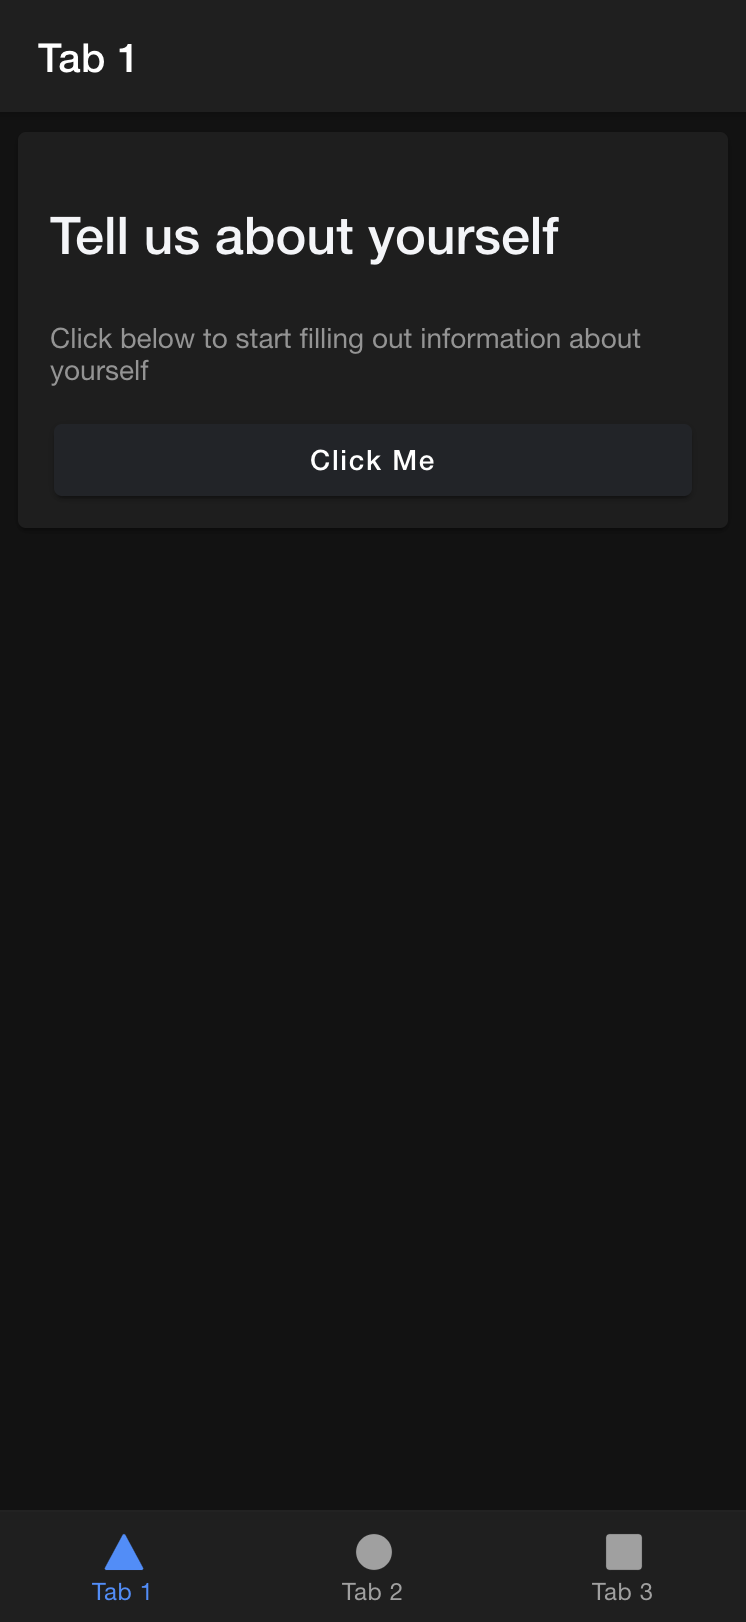 Tab 1
Tell us about yourself
Click below to start filling out information about
yourself
Click Me
Tab 1
Tab 2
Tab 3